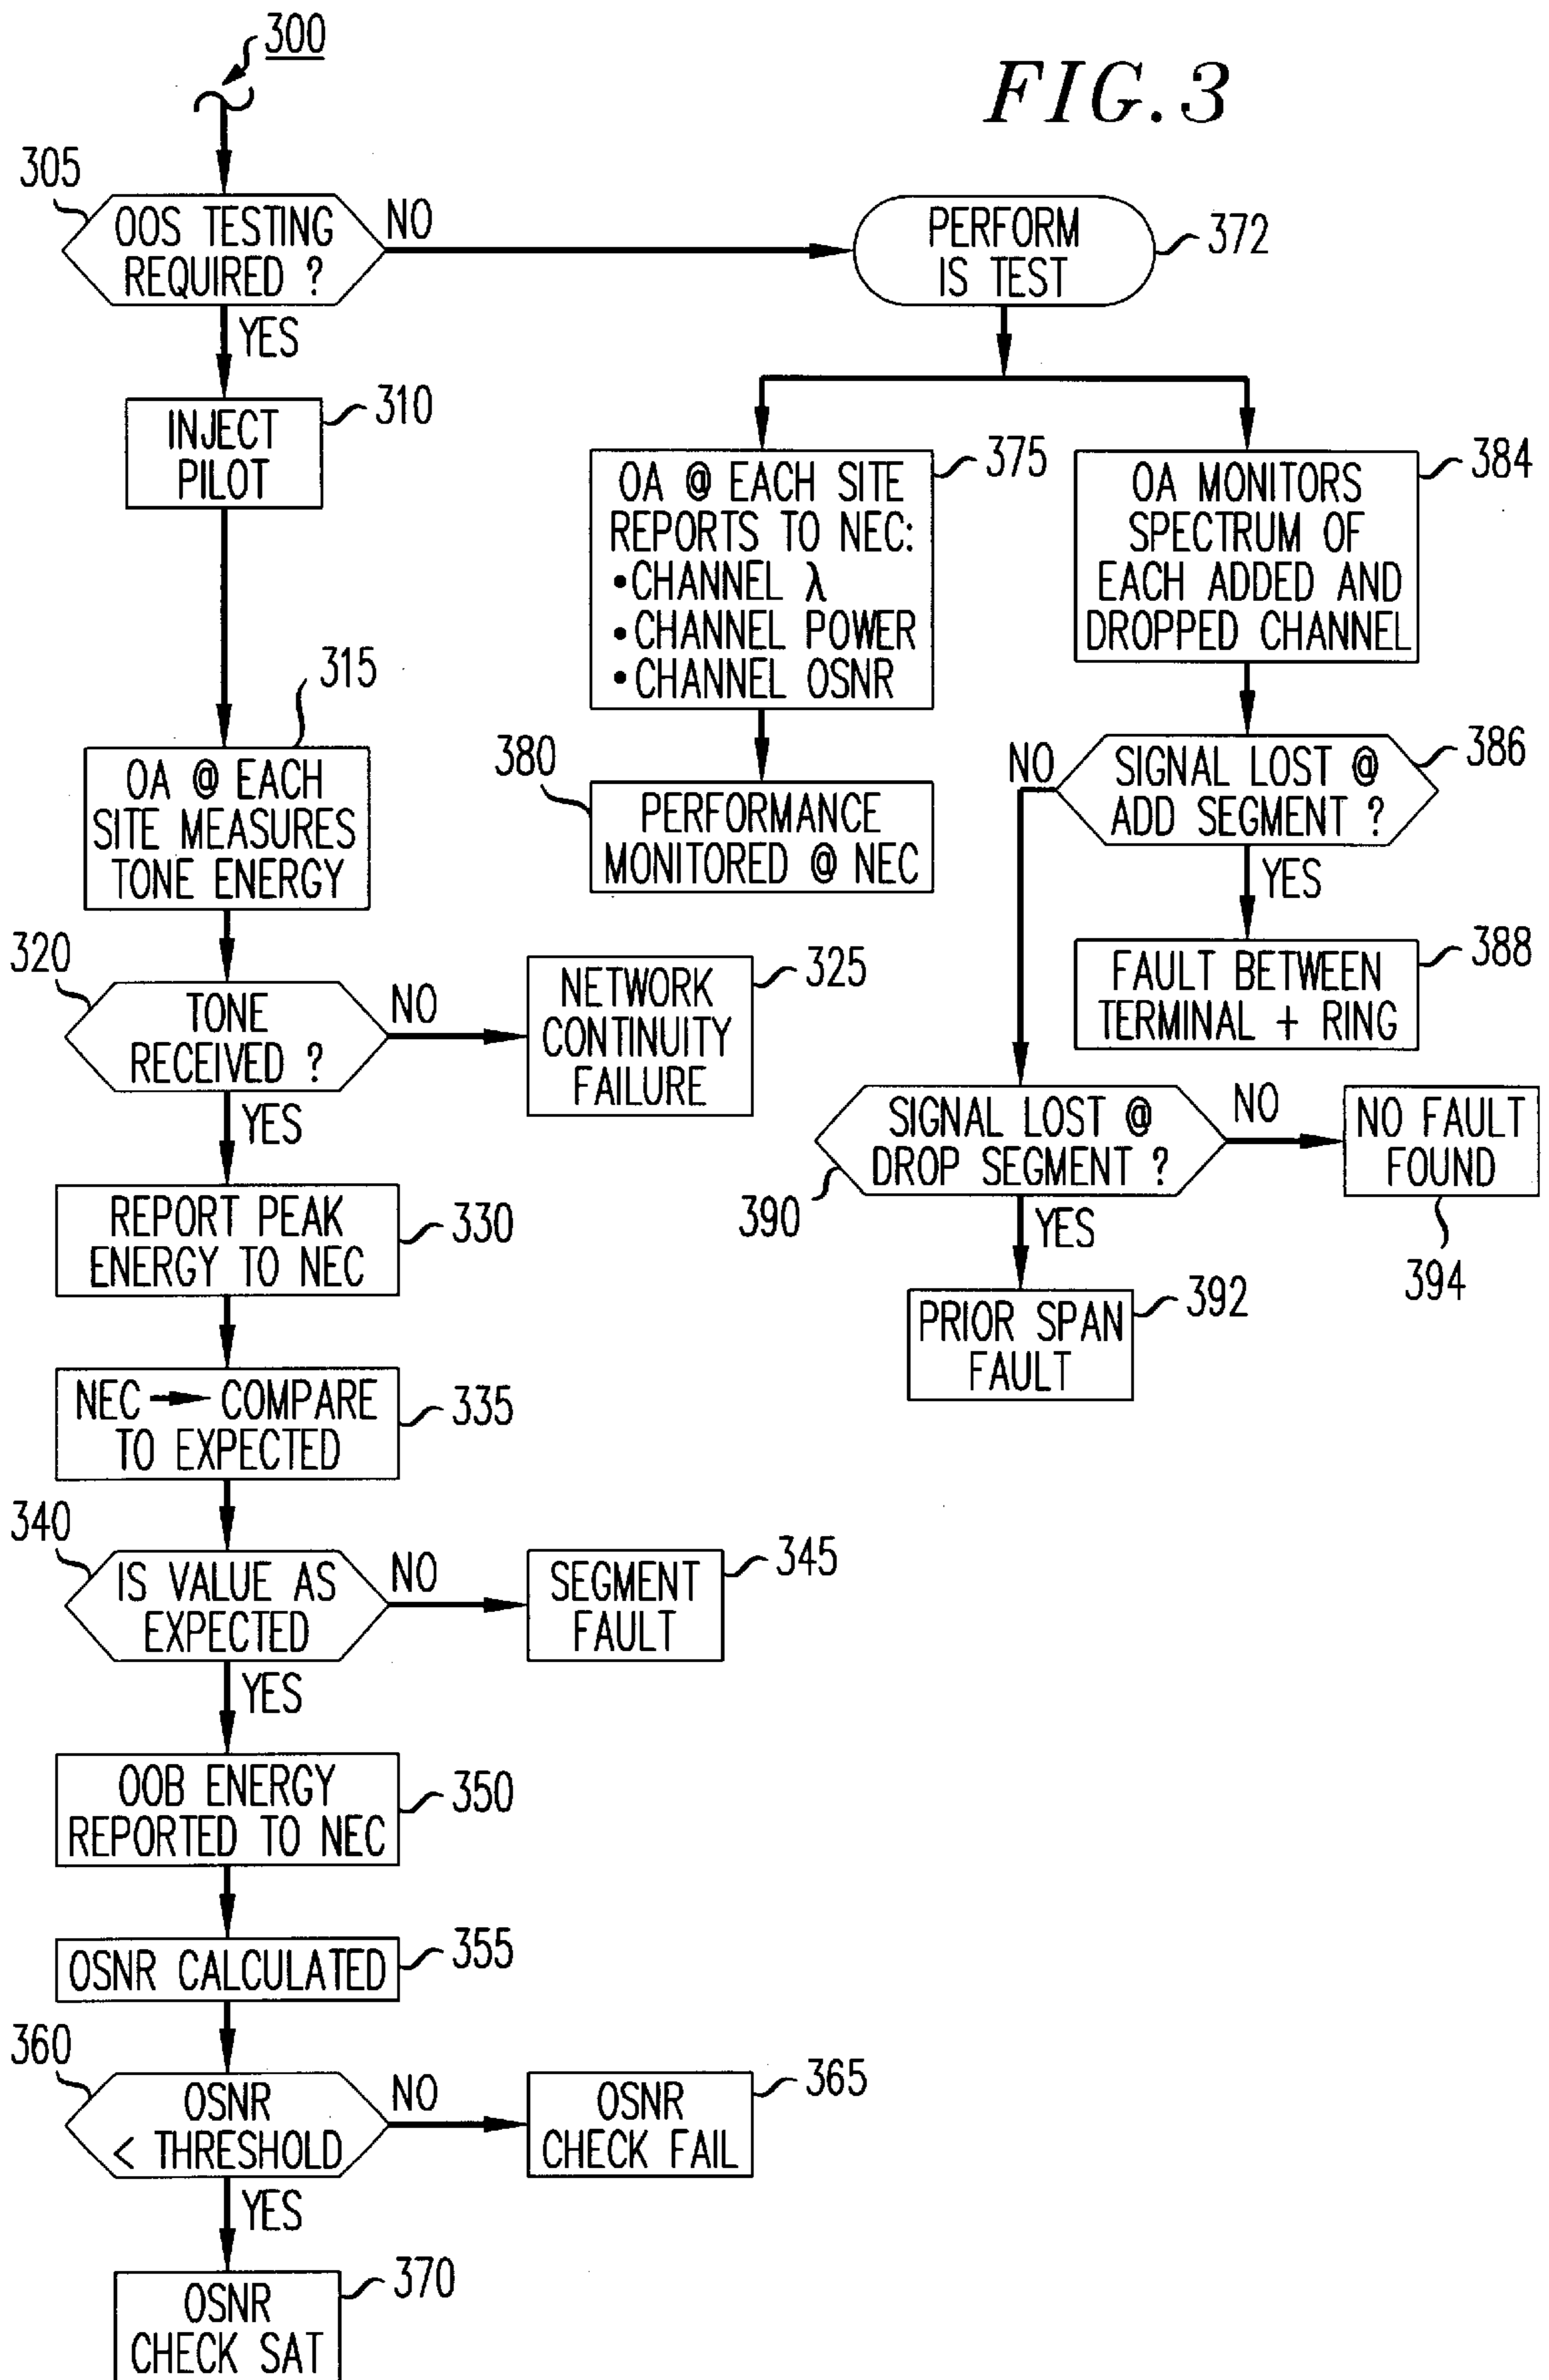 300
FIG. 3
305
OOS TESTING
REQUIRED ?
NO
YES
PERFORM
IS TEST
372
INJECT
PILOT
310
OA @ EACH SITE
REPORTS TO NEC:
•CHANNEL λ
•CHANNEL POWER
•CHANNEL OSNR
375
OA MONITORS
SPECTRUM OF
EACH ADDED AND
DROPPED CHANNEL
384
315
OA @ EACH
SITE MEASURES
TONE ENERGY
380
PERFORMANCE
MONITORED @ NEC
NO
SIGNAL LOST @
ADD SEGMENT ?
386
YES
FAULT BETWEEN
TERMINAL + RING
388
320
TONE
RECEIVED ?
NO
YES
NETWORK
CONTINUITY
FAILURE
325
SIGNAL LOST @
DROP SEGMENT ?
390
NO
YES
NO FAULT
FOUND
394
PRIOR SPAN
FAULT
392
REPORT PEAK
ENERGY TO NEC
330
NEC → COMPARE
TO EXPECTED
335
340
IS VALUE AS
EXPECTED
NO
YES
SEGMENT
FAULT
345
OOB ENERGY
REPORTED TO NEC
350
OSNR CALCULATED
355
360
OSNR
< THRESHOLD
NO
YES
OSNR
CHECK FAIL
365
OSNR
CHECK SAT
370